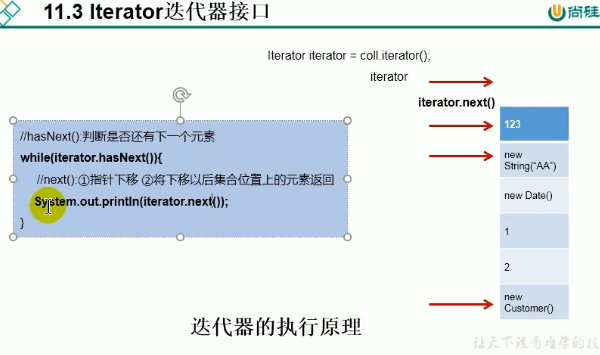 11.3 Iterator迭代器接口
尚硅
Iterator iterator = coll.iterator();
iterator
iterator.next()
//hasNext():判断是否还有下一个元素
while(iterator.hasNext()){
//next():①指针下移 ②将下移以后集合位置上的元素返回
System.out.println(iterator.next());
}
123
new
String("AA")
new Date()
1
2
new
Customer()
迭代器的执行原理
让天下没有难学的技